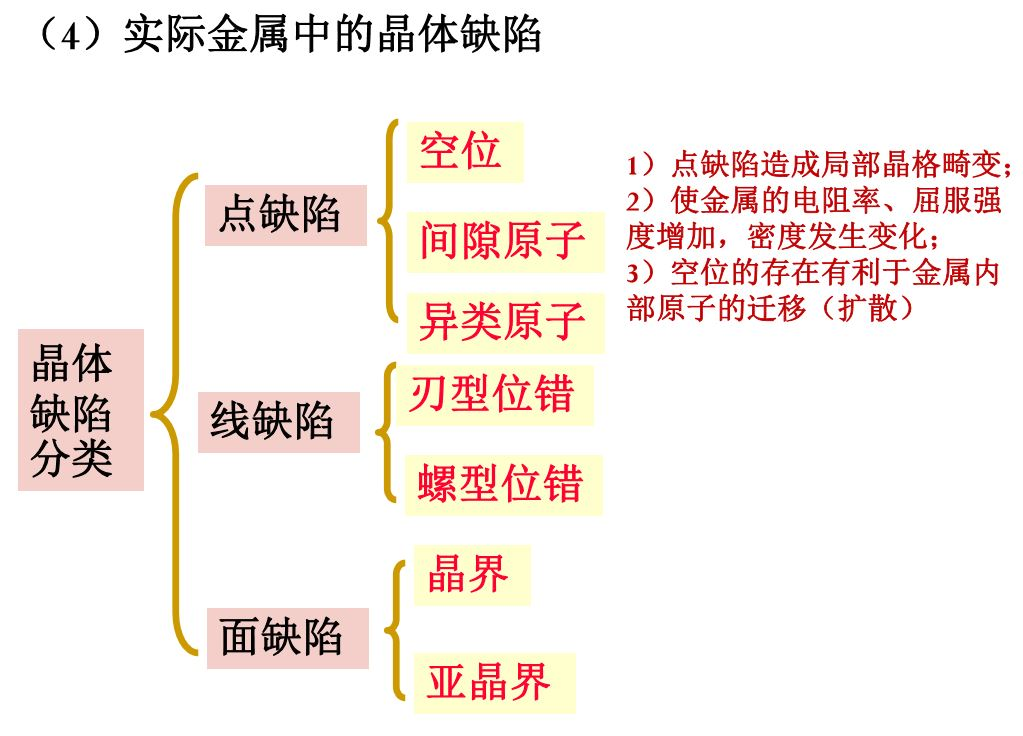 （4）实际金属中的晶体缺陷
晶体
缺陷
分类
点缺陷
空位
间隙原子
异类原子
1）点缺陷造成局部晶格畸变；
2）使金属的电阻率、屈服强
度增加，密度发生变化；
3）空位的存在有利于金属内
部原子的迁移（扩散）
线缺陷
刃型位错
螺型位错
面缺陷
晶界
亚晶界